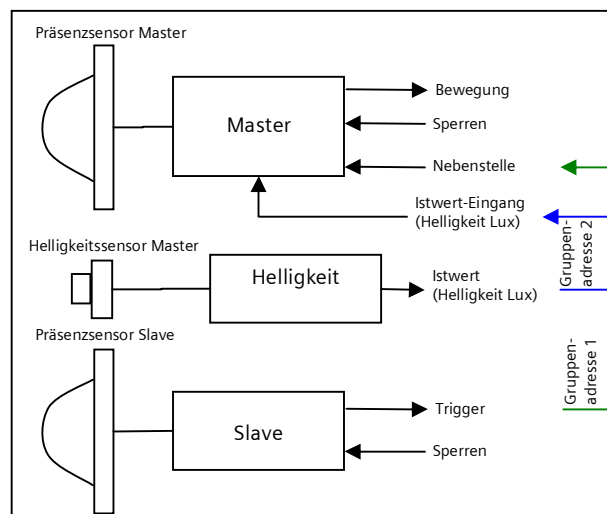 Präsenzsensor Master
Master
Bewegung
Sperren
Nebenstelle
Istwert-Eingang
(Helligkeit Lux)
Helligkeitssensor Master
Helligkeit
Istwert
(Helligkeit Lux)
Gruppen-
adresse 2
Präsenzsensor Slave
Slave
Trigger
Sperren
Gruppen-
adresse 1